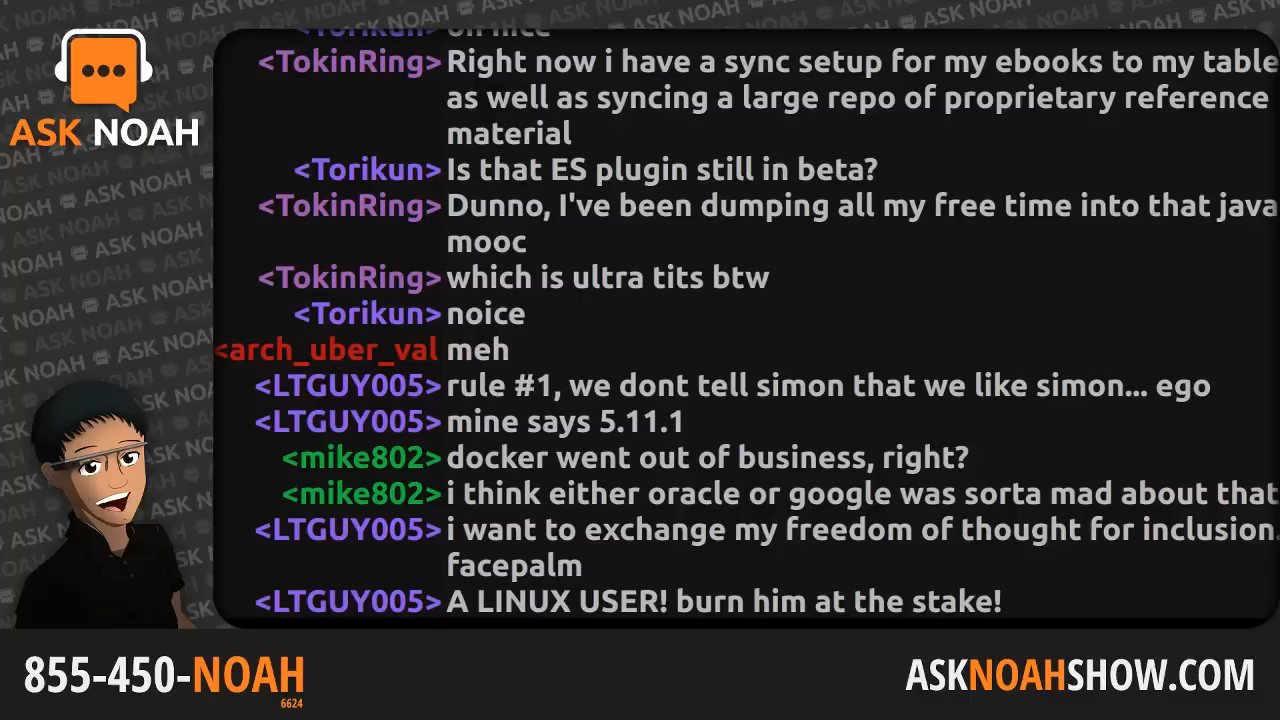 ASK NOAH
<TokinRing> Right now i have a sync setup for my ebooks to my table
as well as syncing a large repo of proprietary reference
material
<Torikun> Is that ES plugin still in beta?
<TokinRing> Dunno, I've been dumping all my free time into that java
mooc
<TokinRing> which is ultra tits btw
<Torikun> noice
<arch_uber_val meh
<LTGUY005> rule #1, we dont tell simon that we like simon... ego
<LTGUY005> mine says 5.11.1
<mike802> docker went out of business, right?
<mike802> i think either oracle or google was sorta mad about that
<LTGUY005> i want to exchange my freedom of thought for inclusion.
facepalm
<LTGUY005> A LINUX USER! burn him at the stake!
855-450-NOAH
6624
ASKNOAHSHOW.COM